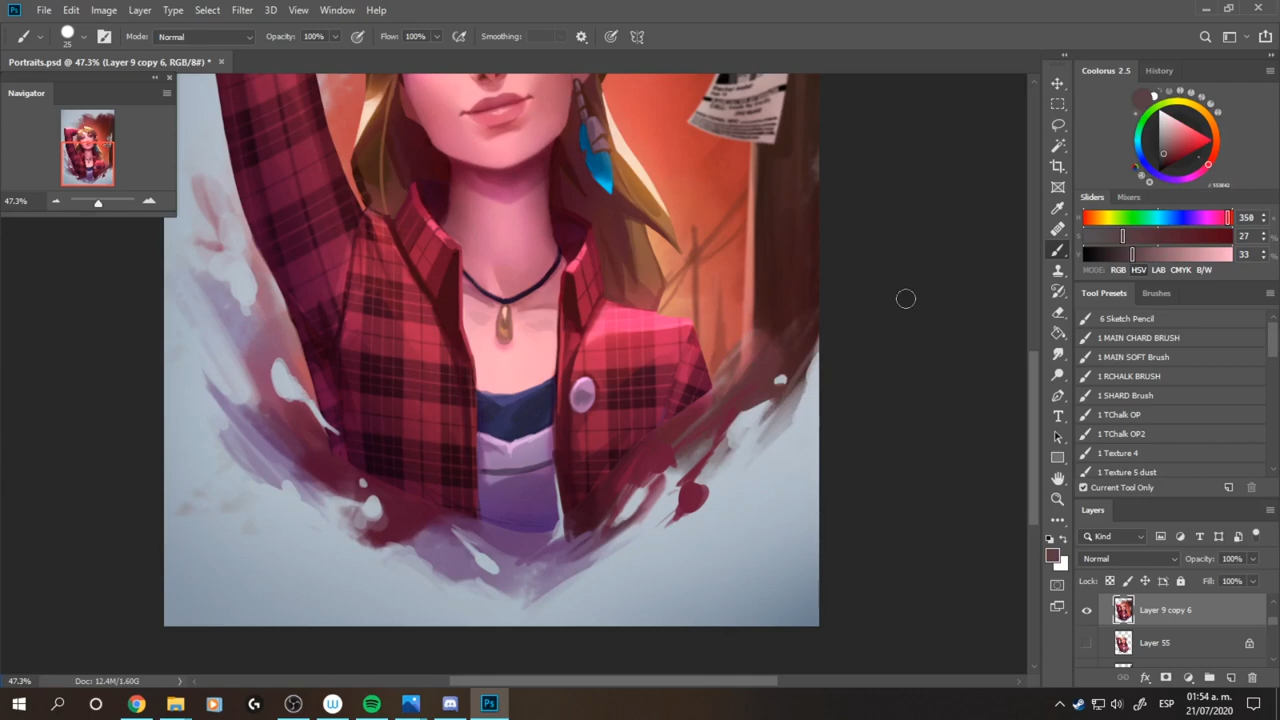 Ps File Edit Image Layer Type Select Filter 3D View Window Help
25 Mode: Normal Opacity: 100% Flow: 100% Smoothing:
Portraits.psd @ 47.3% (Layer 9 copy 6, RGB/8#) *
Navigator
47.3%
Coolorus 2.5 History
Sliders Mixers
H 350
S 27
V 33
MODE: RGB HSV LAB CMYK B/W
Tool Presets Brushes
6 Sketch Pencil
1 MAIN CHARD BRUSH
1 MAIN SOFT Brush
1 RCHALK BRUSH
1 SHARD Brush
1 TChalk OP
1 TChalk OP2
1 Texture 4
1 Texture 5 dust
Current Tool Only
Layers
Kind
Normal Opacity: 100%
Lock: Fill: 100%
Layer 9 copy 6
Layer 55
47.3% Doc: 12.4M/1.60G
ESP 01:54 a. m.
21/07/2020